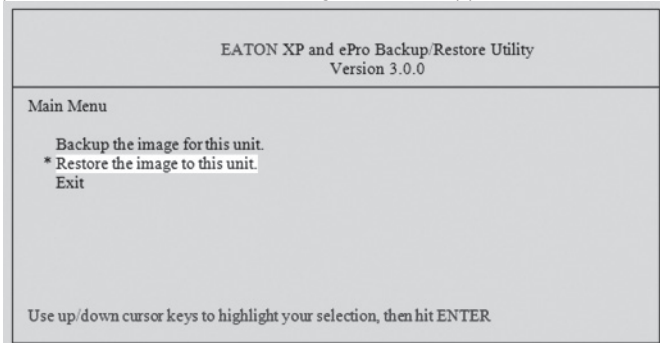 EATON XP and ePro Backup/Restore Utility
Version 3.0.0
Main Menu
Backup the image for this unit.
* Restore the image to this unit.
Exit
Use up/down cursor keys to highlight your selection, then hit ENTER